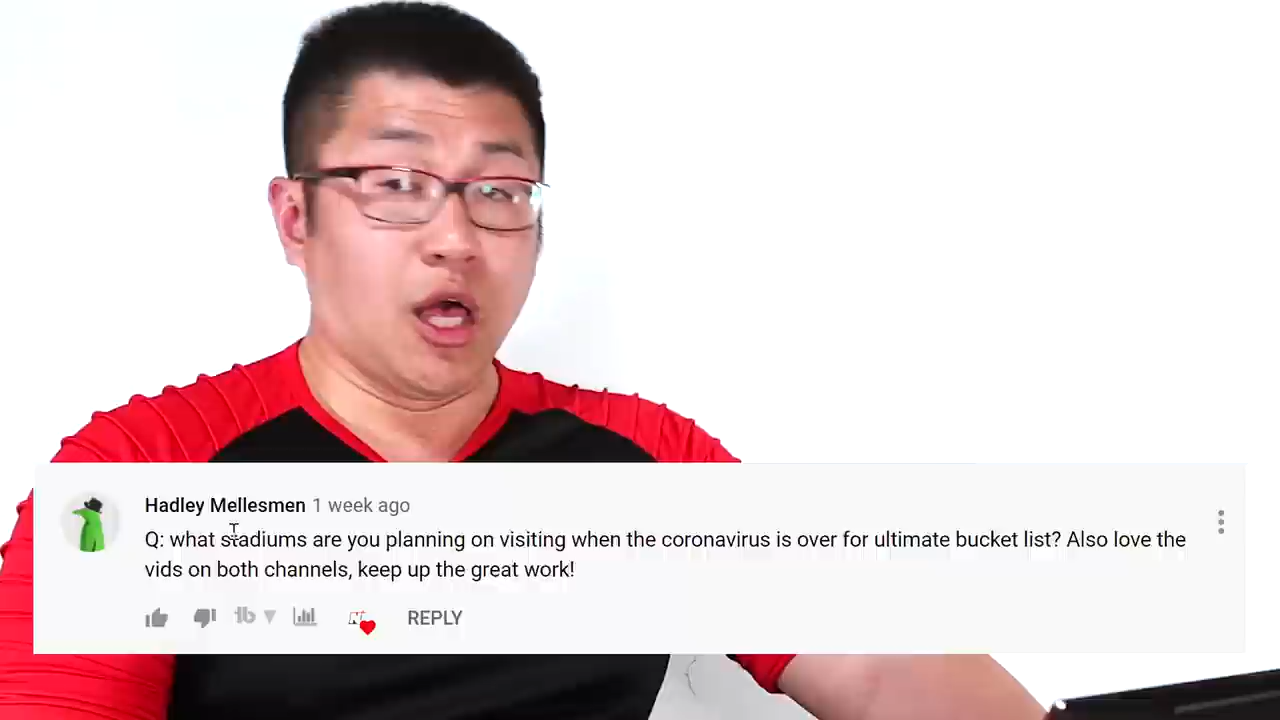 Hadley Mellesmen 1 week ago
Q: what stadiums are you planning on visiting when the coronavirus is over for ultimate bucket list? Also love the
vids on both channels, keep up the great work!
REPLY